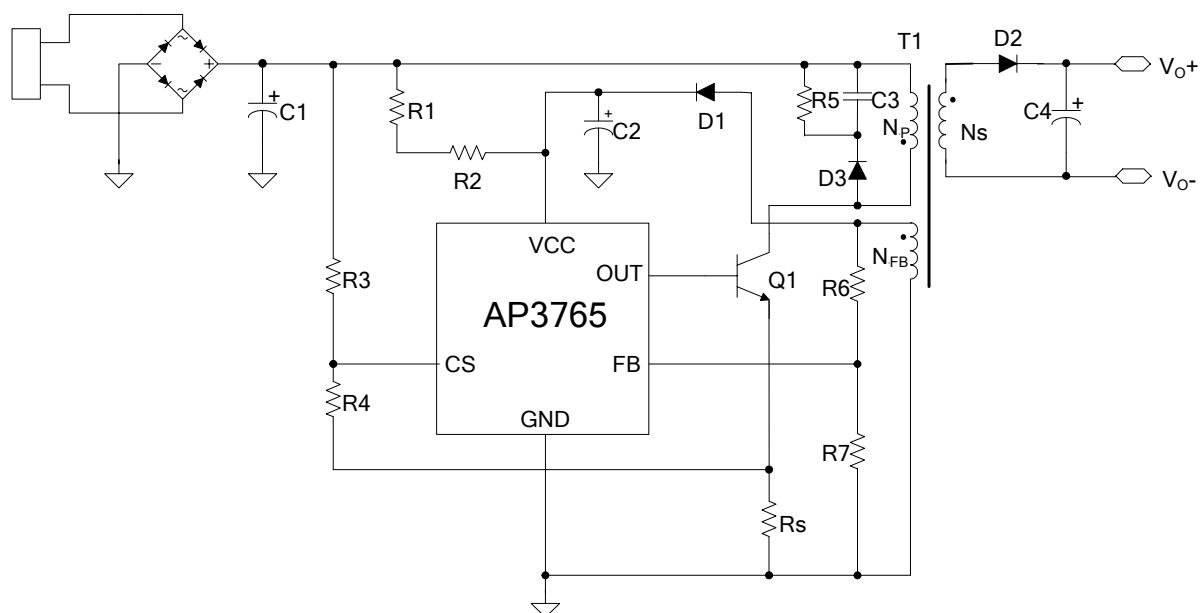 T1
D2
Vo+
C1
R1
C2
D1
R5
C3
NP
Ns
C4
+
+
+
~
~
−
+
R2
D3
Vo-
VCC
NFB
OUT
Q1
R6
R3
AP3765
CS
FB
R4
GND
R7
Rs